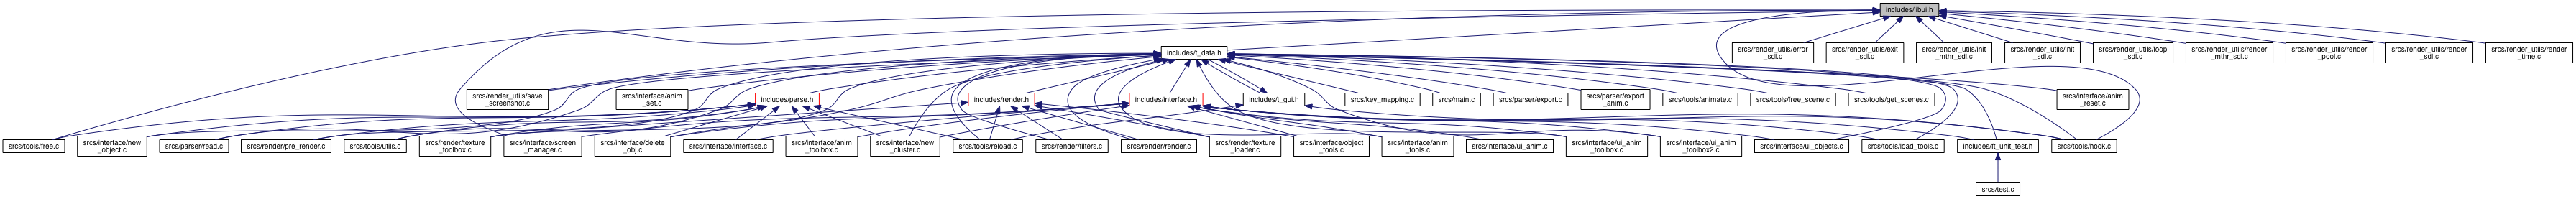 includes/libui.h
includes/t_data.h
srcs/render_utils/error
_sdl.c
srcs/render_utils/exit
_sdl.c
srcs/render_utils/init
_mthr_sdl.c
srcs/render_utils/init
_sdl.c
srcs/render_utils/loop
_sdl.c
srcs/render_utils/render
_mthr_sdl.c
srcs/render_utils/render
_pool.c
srcs/render_utils/render
_sdl.c
srcs/render_utils/render
_time.c
srcs/render_utils/save
_screenshot.c
srcs/interface/anim
_set.c
includes/parse.h
includes/render.h
includes/interface.h
includes/t_gui.h
srcs/key_mapping.c
srcs/main.c
srcs/parser/export.c
srcs/parser/export
_anim.c
srcs/tools/animate.c
srcs/tools/free_scene.c
srcs/tools/get_scenes.c
srcs/interface/anim
_reset.c
srcs/tools/free.c
srcs/interface/new
_object.c
srcs/parser/read.c
srcs/render/pre_render.c
srcs/tools/utils.c
srcs/render/texture
_toolbox.c
srcs/interface/screen
_manager.c
srcs/interface/delete
_obj.c
srcs/interface/interface.c
srcs/interface/anim
_toolbox.c
srcs/interface/new
_cluster.c
srcs/tools/reload.c
srcs/render/filters.c
srcs/render/render.c
srcs/render/texture
_loader.c
srcs/interface/object
_tools.c
srcs/interface/anim
_tools.c
srcs/interface/ui_anim.c
srcs/interface/ui_anim
_toolbox.c
srcs/interface/ui_anim
_toolbox2.c
srcs/interface/ui_objects.c
srcs/tools/load_tools.c
includes/ft_unit_test.h
srcs/tools/hook.c
srcs/test.c